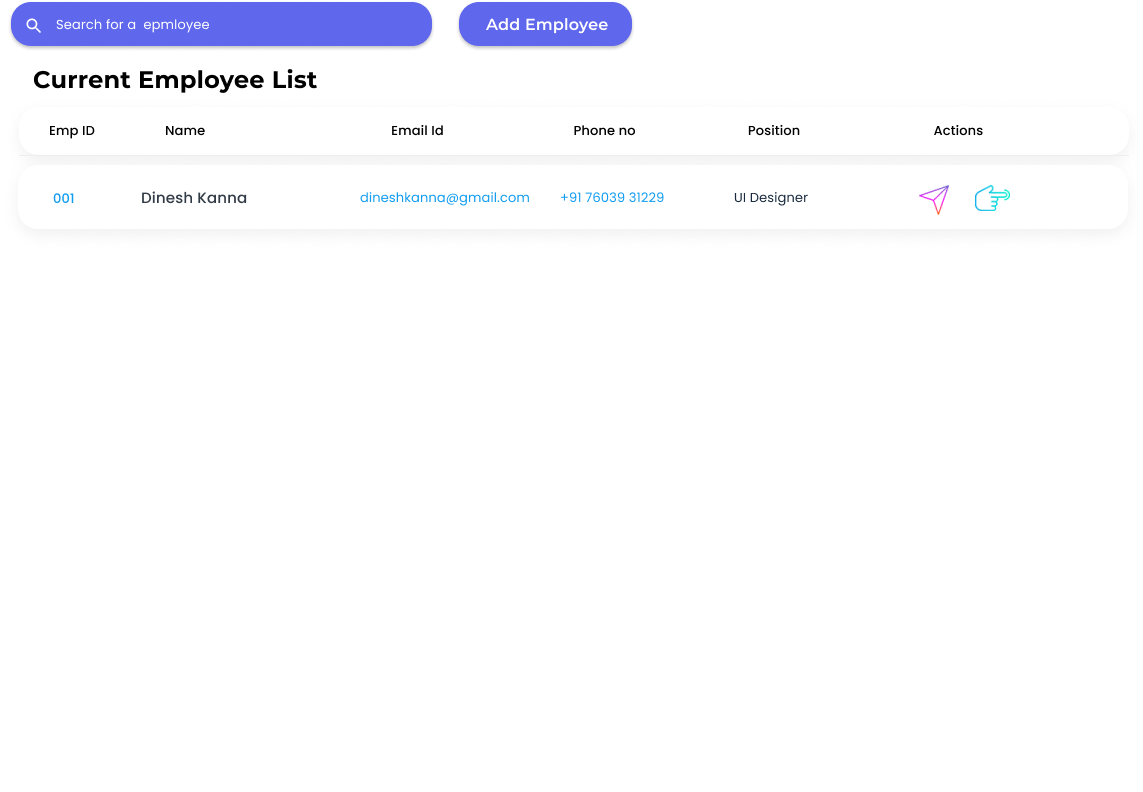 Search for a  epmloyee
Add Employee
Current Employee List
Emp ID Name Email Id Phone no Position Actions
001 Dinesh Kanna dineshkanna@gmail.com +91 76039 31229 UI Designer